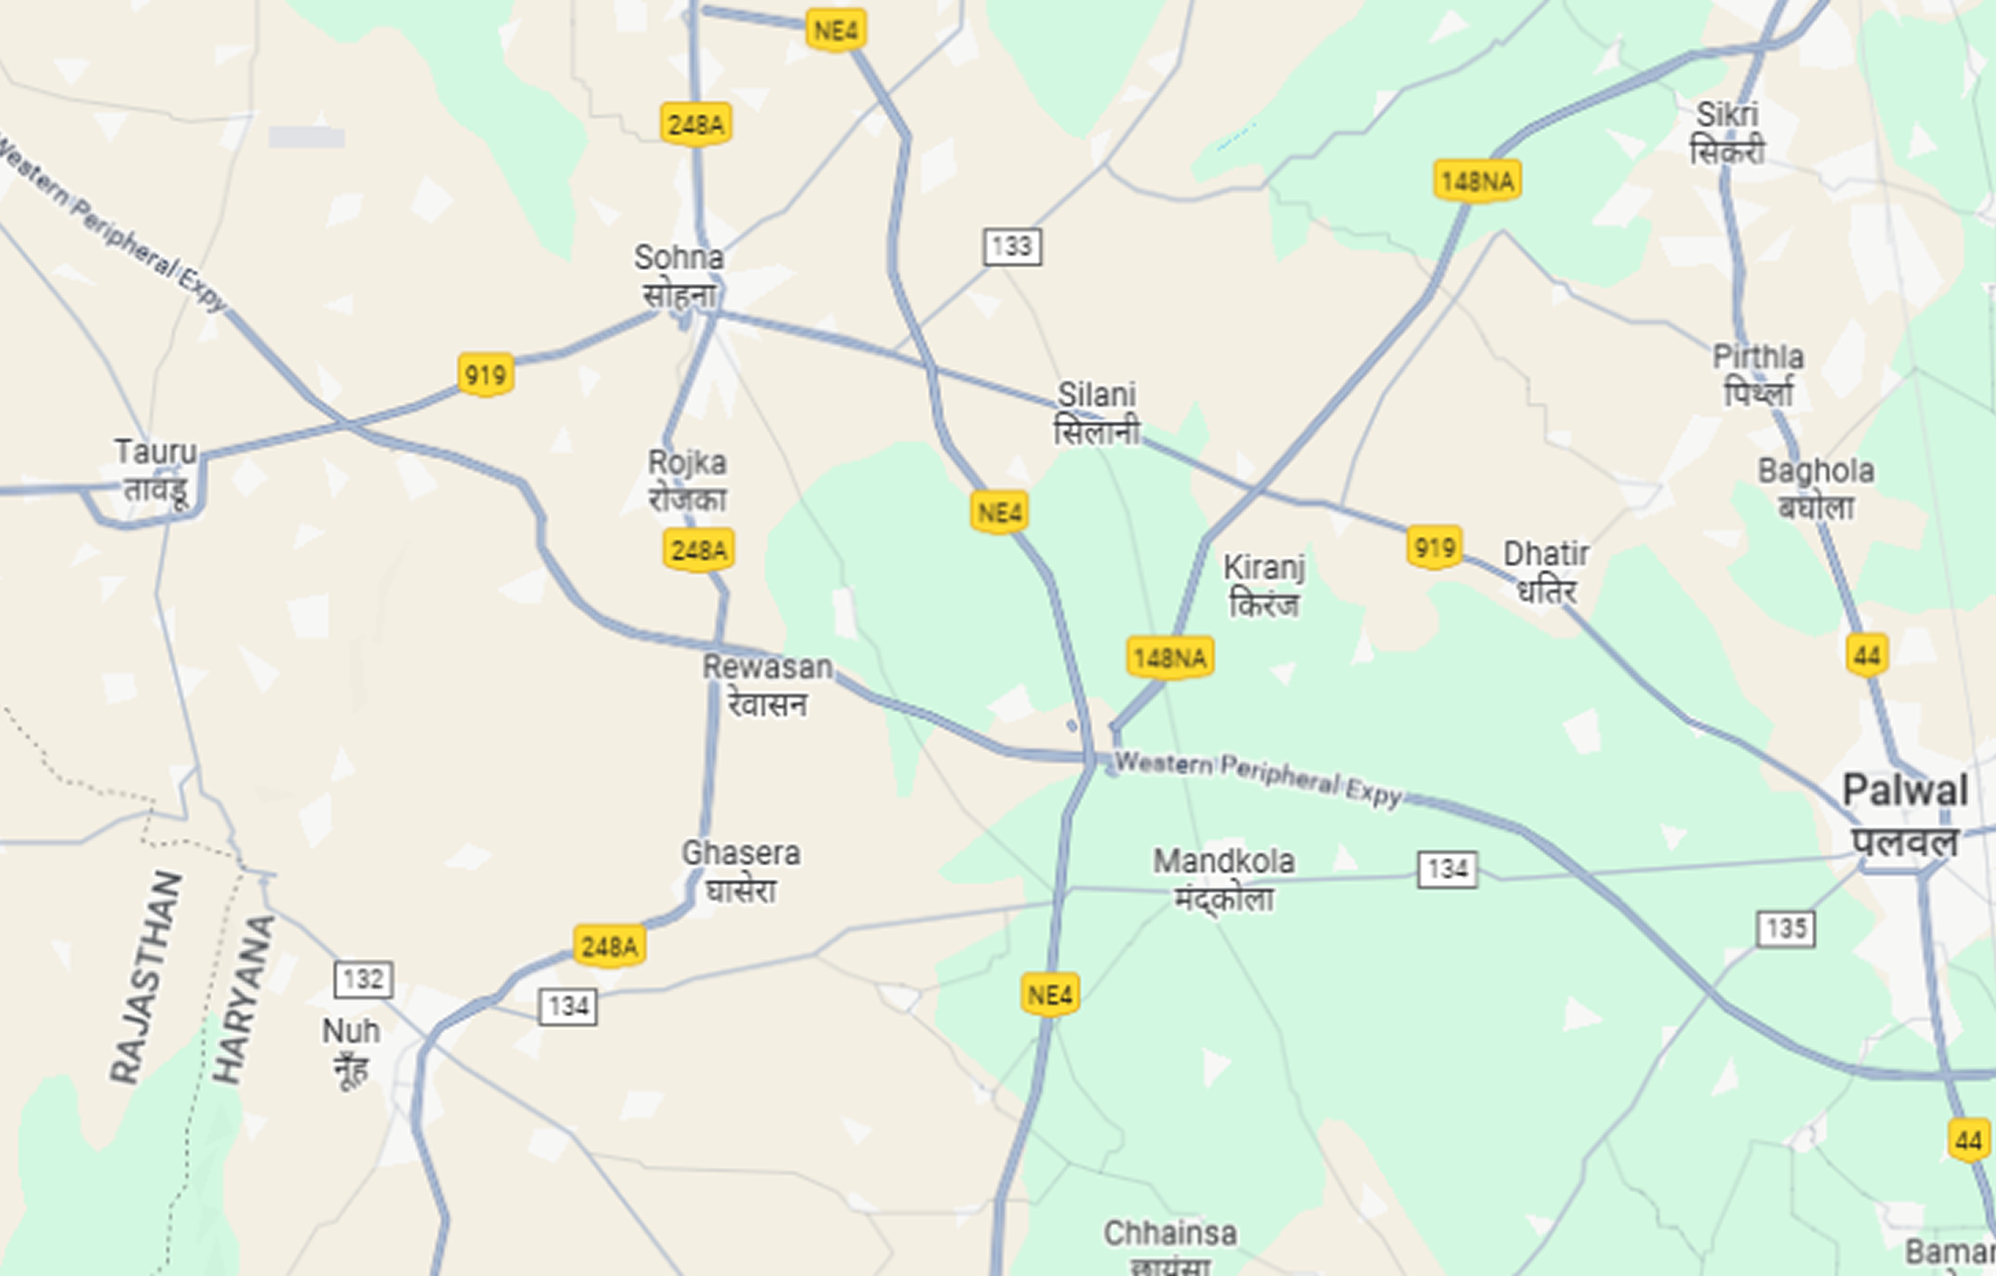 NE4
248A
Sikri
सिकरी
Western Peripheral Expy
148NA
133
Sohna
सोहना
Pirthla
पिर्थ्ला
919
Silani
सिलानी
Tauru
तावडू
Rojka
रोजका
Baghola
बघोला
NE4
248A
919
Dhatir
धतिर
Kiranj
किरंज
148NA
44
Rewasan
रेवासन
Western Peripheral Expy
Palwal
पलवल
Ghasera
घासेरा
Mandkola
मंद्कोला
134
RAJASTHAN
HARYANA
248A
135
132
134
NE4
Nuh
नूँह
44
Chhainsa
छायंसा